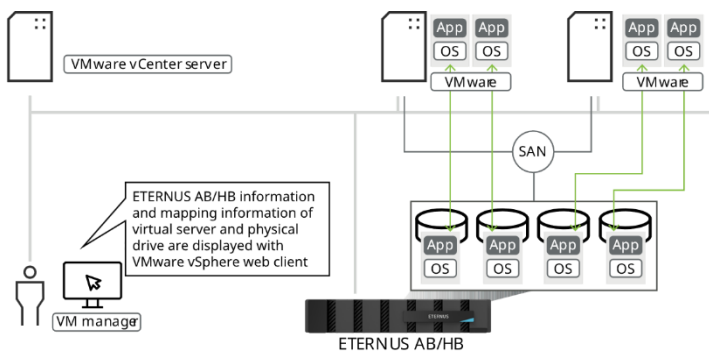 App App
OS OS
VMware
App App
OS OS
VMware
VMware vCenter server
SAN
ETERNUS AB/HB information
and mapping information of
virtual server and physical
drive are displayed with
VMware vSphere web client
App App App App
OS OS OS OS
VM manager
ETERNUS
ETERNUS AB/HB